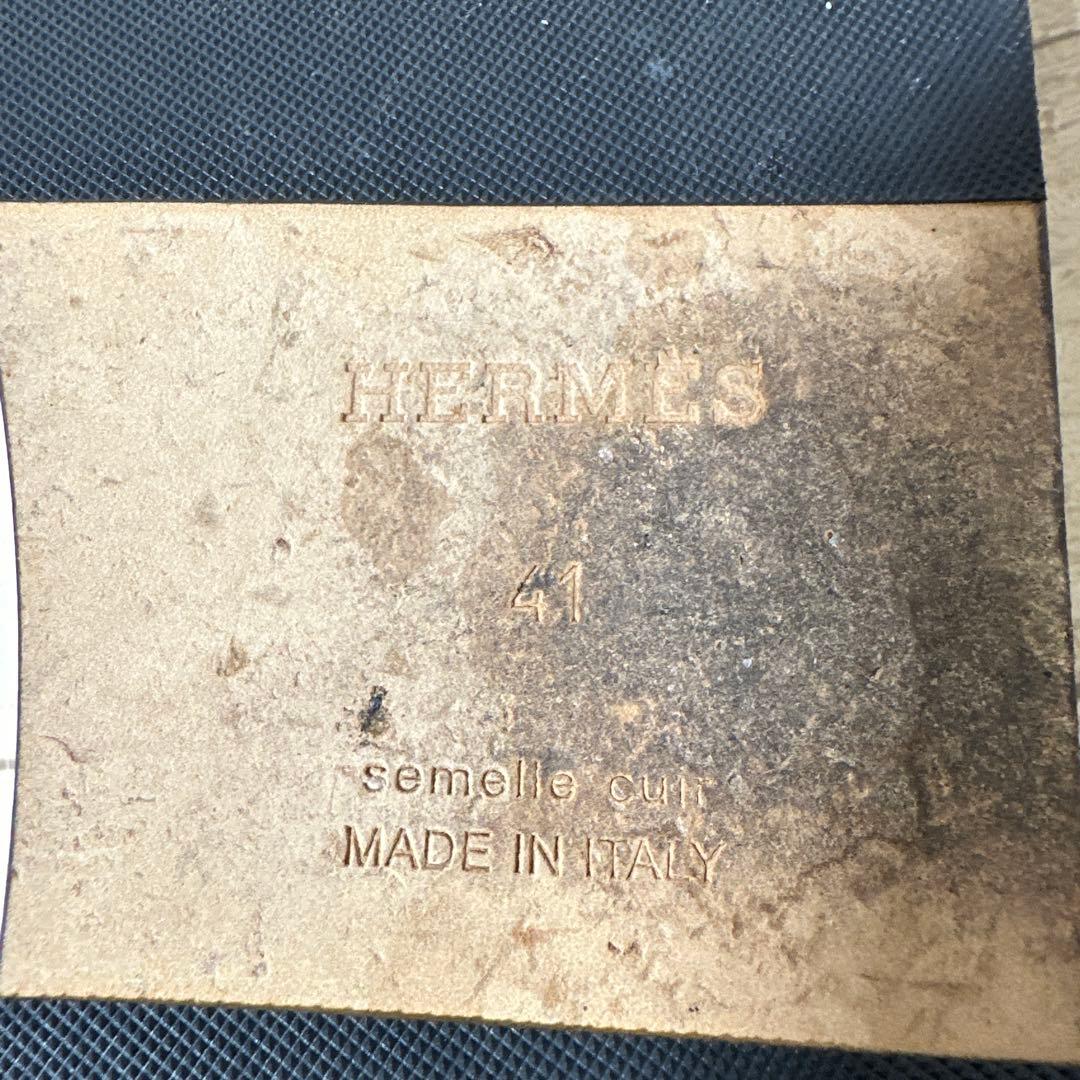 HERMES
41
semelle cuir
MADE IN ITALY